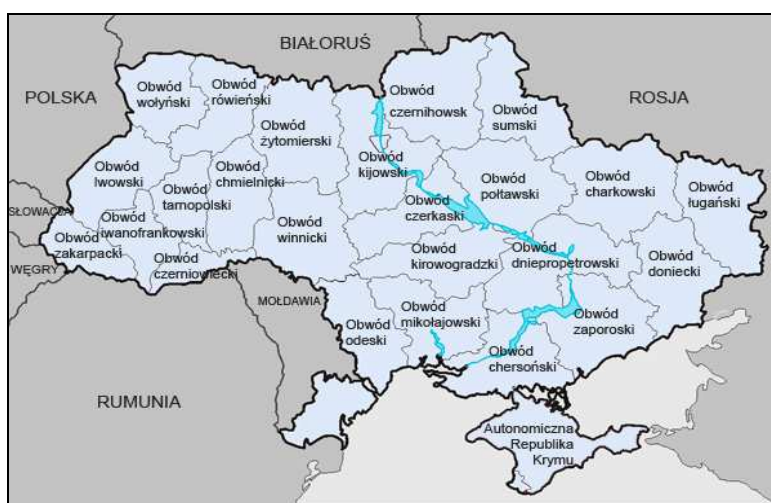 BIAŁORUŚ
POLSKA
ROSJA
Obwód
wołyński
Obwód
rówieński
Obwód
czernihowsk
Obwód
sumski
Obwód
żytomierski
Obwód
lwowski
Obwód
chmielnicki
Obwód
kijowski
Obwód
tarnopolski
Obwód
połtawski
Obwód
charkowski
Obwód
ługański
SŁOWACJA
Obwód
iwanofrankowski
Obwód
czerkaski
Obwód
winnicki
Obwód
zakarpacki
WĘGRY
Obwód
czerniowiecki
Obwód
kirowogradzki
Obwód
dniepropętrowski
Obwód
doniecki
MOŁDAWIA
Obwód
odeski
Obwód
mikołajowski
Obwód
zaporoski
Obwód
chersoński
RUMUNIA
Autonomiczna
Republika
Krymu